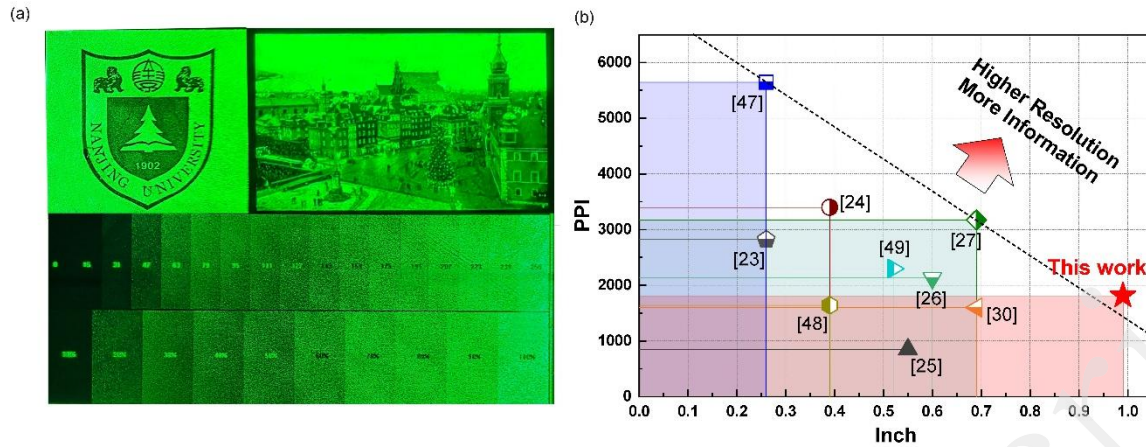 (a)
NANJING UNIVERSITY
1902
(b)
PPI
6000
5000
4000
3000
2000
1000
0
0.0 0.1 0.2 0.3 0.4 0.5 0.6 0.7 0.8 0.9 1.0
Inch
Higher Resolution
More Information
[47]
[24]
[27]
[23]
[49]
[26]
This work
[48]
[30]
[25]